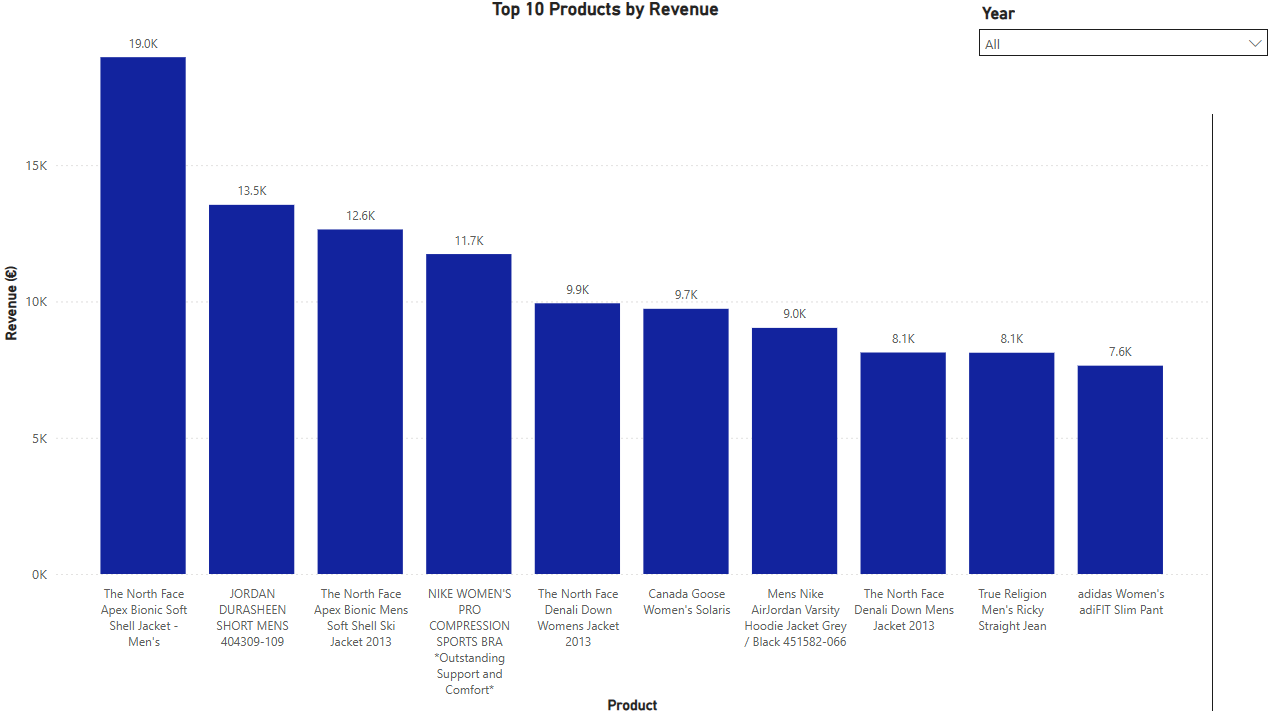 Top 10 Products by Revenue
Year
All
19.0K
13.5K
12.6K
11.7K
9.9K
9.7K
9.0K
8.1K
8.1K
7.6K
15K
10K
5K
0K
Revenue (€)
The North Face
Apex Bionic Soft
Shell Jacket -
Men's
JORDAN
DURASHEEN
SHORT MENS
404309-109
The North Face
Apex Bionic Mens
Soft Shell Ski
Jacket 2013
NIKE WOMEN'S
PRO
COMPRESSION
SPORTS BRA
*Outstanding
Support and
Comfort*
The North Face
Denali Down
Womens Jacket
2013
Canada Goose
Women's Solaris
Mens Nike
AirJordan Varsity
Hoodie Jacket Grey
/ Black 451582-066
The North Face
Denali Down Mens
Jacket 2013
True Religion
Men's Ricky
Straight Jean
adidas Women's
adiFIT Slim Pant
Product